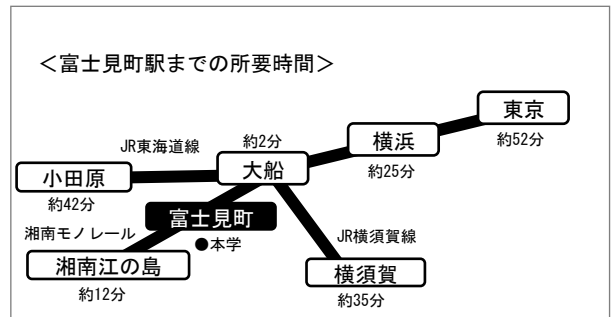 ＜富士見町駅までの所要時間＞
東京
約52分
横浜
約25分
約2分
大船
JR東海道線
小田原
約42分
富士見町
●本学
湘南モノレール
湘南江の島
約12分
JR横須賀線
横須賀
約35分